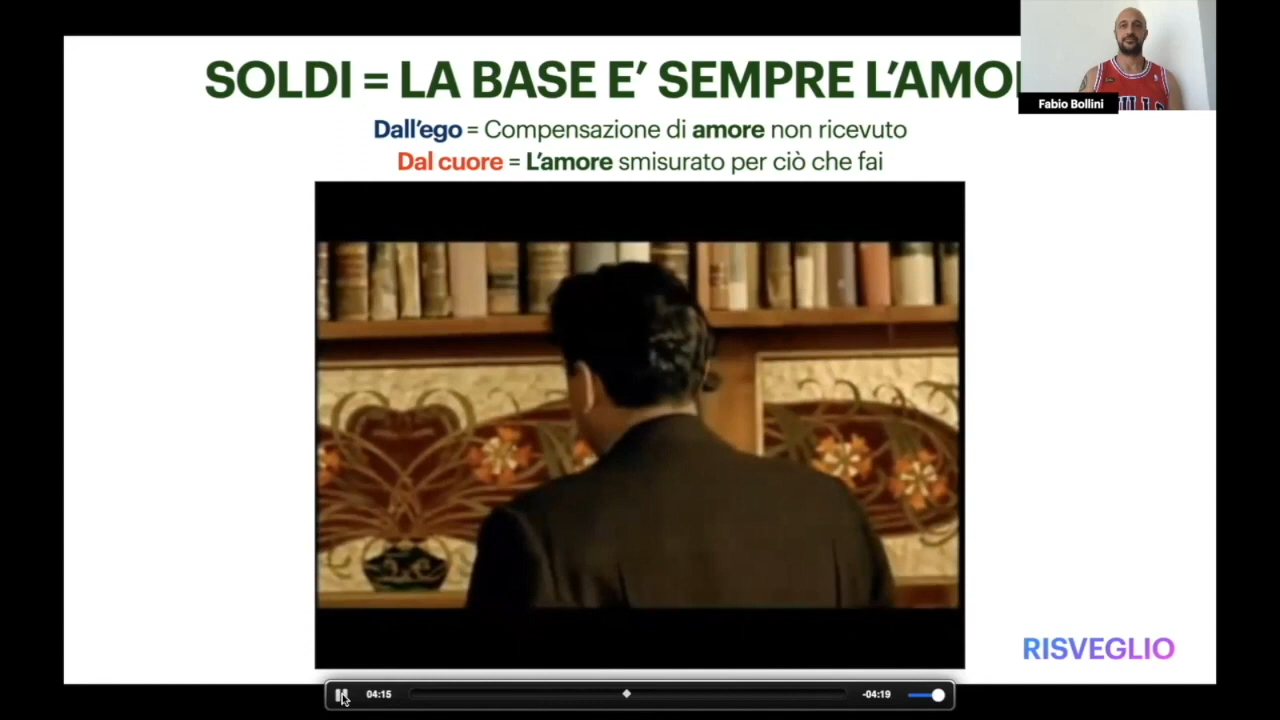 SOLDI = LA BASE E’ SEMPRE L’AMO
Dall’ego = Compensazione di amore non ricevuto
Dal cuore = L’amore smisurato per ciò che fai
Fabio Bollini
RISVEGLIO
04:15
-04:19